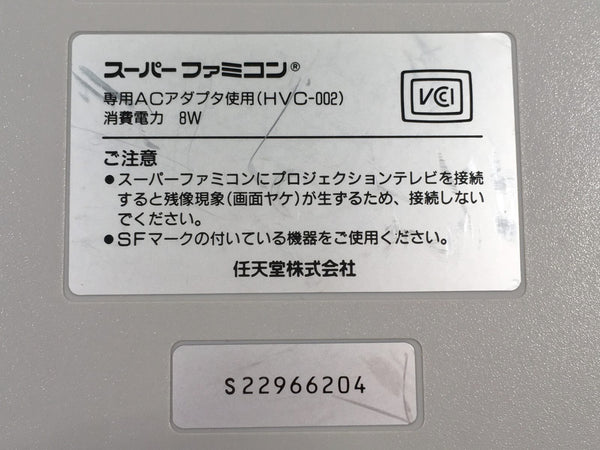 スーパーファミコン®
専用ACアダプタ使用(HVC-002)
消費電力 8W
VCI
ご注意
●スーパーファミコンにプロジェクションテレビを接続
すると残像現象(画面ヤケ)が生ずるため、接続しない
でください。
●SFマークの付いている機器をご使用ください。
任天堂株式会社
S22966204